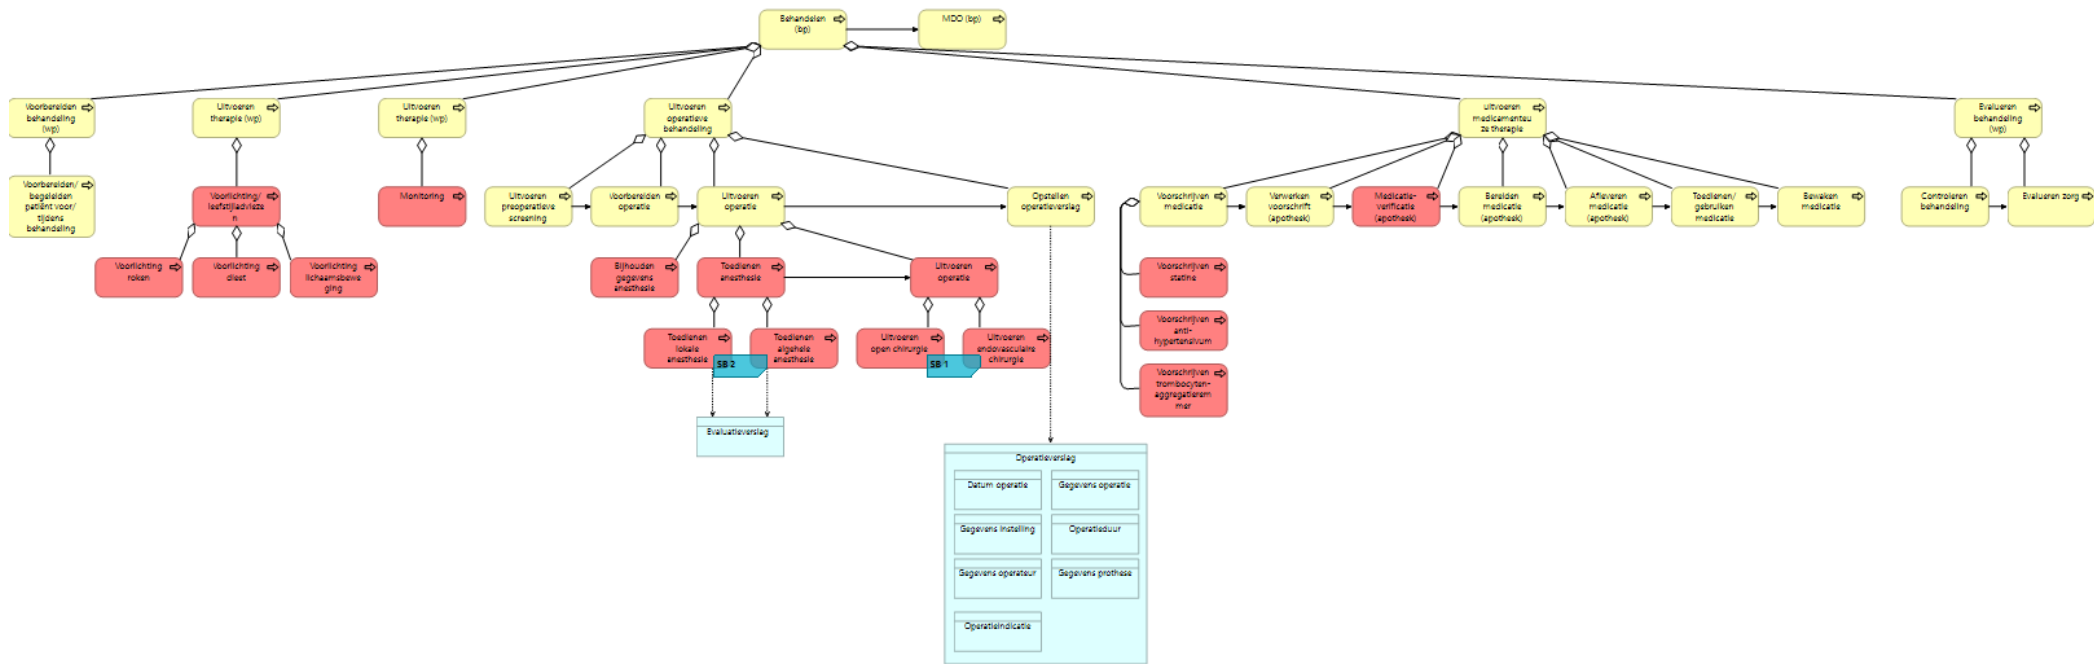 Behandelen
(bp)
MDO (bp)
Voorbereiden
behandeling
(wp)
Uitvoeren
therapie (wp)
Uitvoeren
therapie (wp)
Uitvoeren
operatieve
behandeling
uitvoeren
medicamenteu
ze therapie
Evalueren
behandeling
(wp)
Voorbereiden/
begeleiden
patiënt voor/
tijdens
behandeling
Voorlichting/
leefstijladvieze
n
Monitoring
Uitvoeren
preoperatieve
screening
Voorbereiden
operatie
Uitvoeren
operatie
Opstellen
operatieverslag
Voorschrijven
medicatie
Verwerken
voorschrift
(apotheek)
Medicatie-
verificatie
(apotheek)
Bereiden
medicatie
(apotheek)
Afleveren
medicatie
(apotheek)
Toedienen/
gebruiken
medicatie
Bewaken
medicatie
Controleren
behandeling
Evalueren zorg
Voorlichting
roken
Voorlichting
dieet
Voorlichting
lichaamsbewe
ging
Bijhouden
gegevens
anesthesie
Toedienen
anesthesie
Uitvoeren
operatie
Voorschrijven
statine
Voorschrijven
anti-
hypertensivum
Voorschrijven
trombocyten-
aggregatierem
mer
Toedienen
lokale
anesthesie
Toedienen
algehele
anesthesie
Uitvoeren
open chirurgie
Uitvoeren
endovasculaire
chirurgie
SB 2
SB 1
Evaluatieverslag
Operatieverslag
Datum operatie
Gegevens operatie
Gegevens instelling
Operatieduur
Gegevens operateur
Gegevens prothese
Operatieindicatie